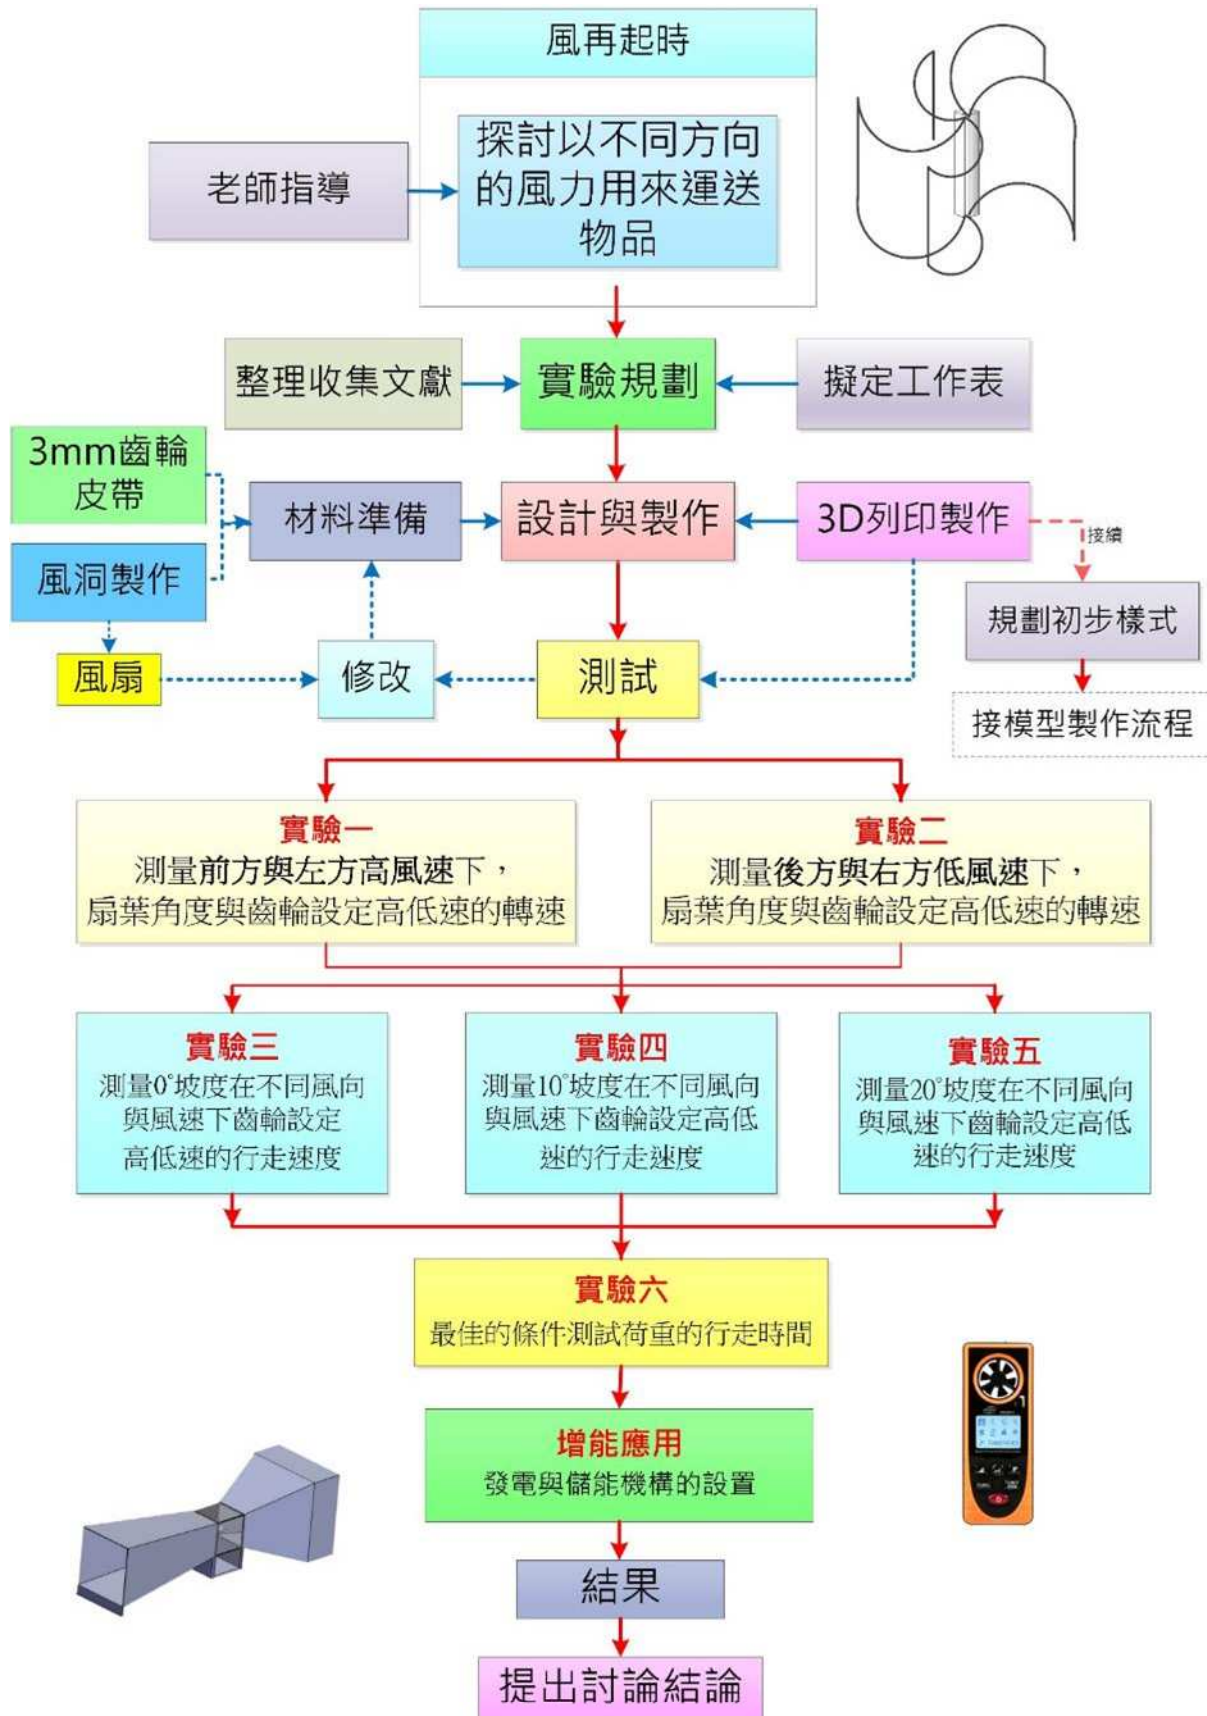 風再起時
探討以不同方向
的風力用來運送
物品
老師指導
整理收集文獻
實驗規劃
擬定工作表
3mm齒輪
皮帶
材料準備
設計與製作
3D列印製作
接續
風洞製作
規劃初步樣式
風扇
修改
測試
接模型製作流程
實驗一
測量前方與左方高風速下，
扇葉角度與齒輪設定高低速的轉速
實驗二
測量後方與右方低風速下，
扇葉角度與齒輪設定高低速的轉速
實驗三
測量0°坡度在不同風向
與風速下齒輪設定
高低速的行走速度
實驗四
測量10°坡度在不同風向
與風速下齒輪設定高低
速的行走速度
實驗五
測量20°坡度在不同風向
與風速下齒輪設定高低
速的行走速度
實驗六
最佳的條件測試荷重的行走時間
增能應用
發電與儲能機構的設置
結果
提出討論結論